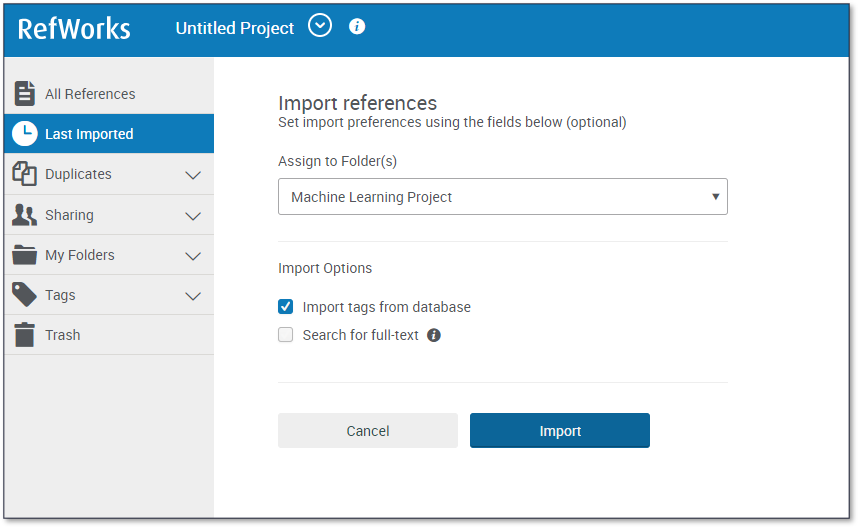 RefWorks
Untitled Project
All References
Last Imported
Duplicates
Sharing
My Folders
Tags
Trash
Import references
Set import preferences using the fields below (optional)
Assign to Folder(s)
Machine Learning Project
Import Options
Import tags from database
Search for full-text
Cancel
Import